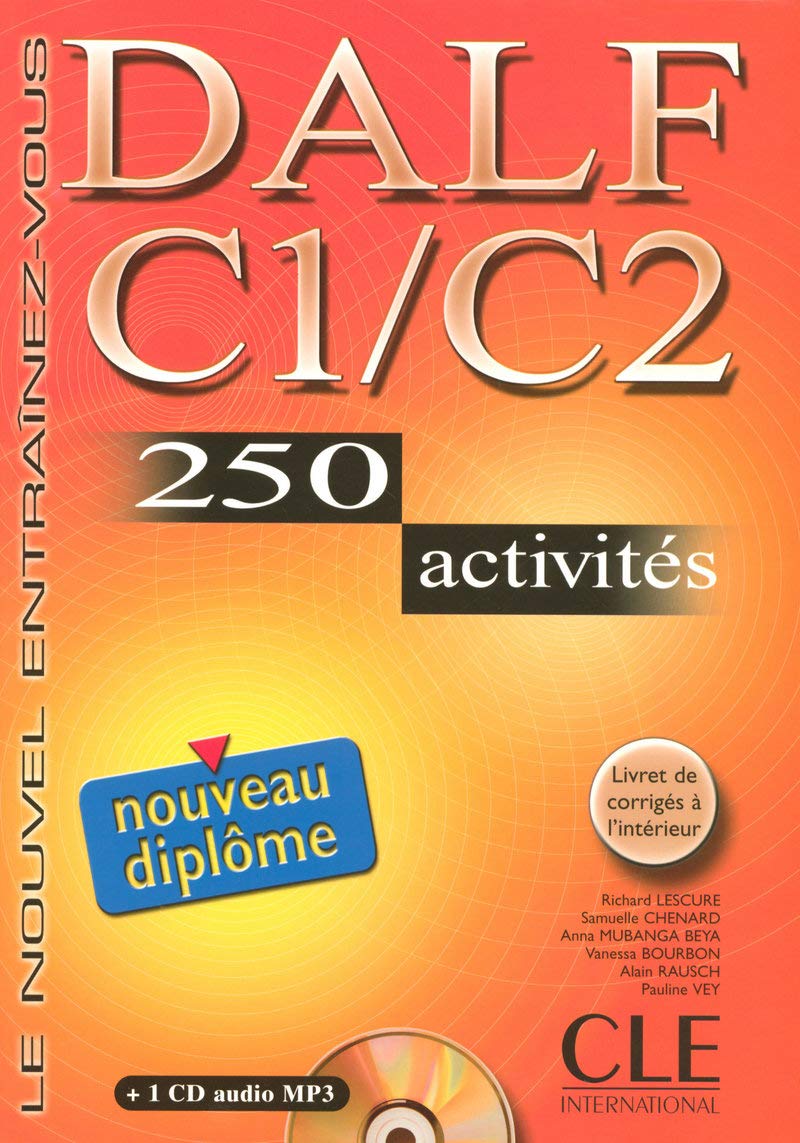 LE NOUVEL ENTRAÎNEZ-VOUS
DALF
C1/C2
250
activités
nouveau
diplôme
Livret de
corrigés à
l'intérieur
Richard LESCURE
Samuelle CHENARD
Anna MUBANGA BEYA
Vanessa BOURBON
Alain RAUSCH
Pauline VEY
+ 1 CD audio MP3
CLE
INTERNATIONAL